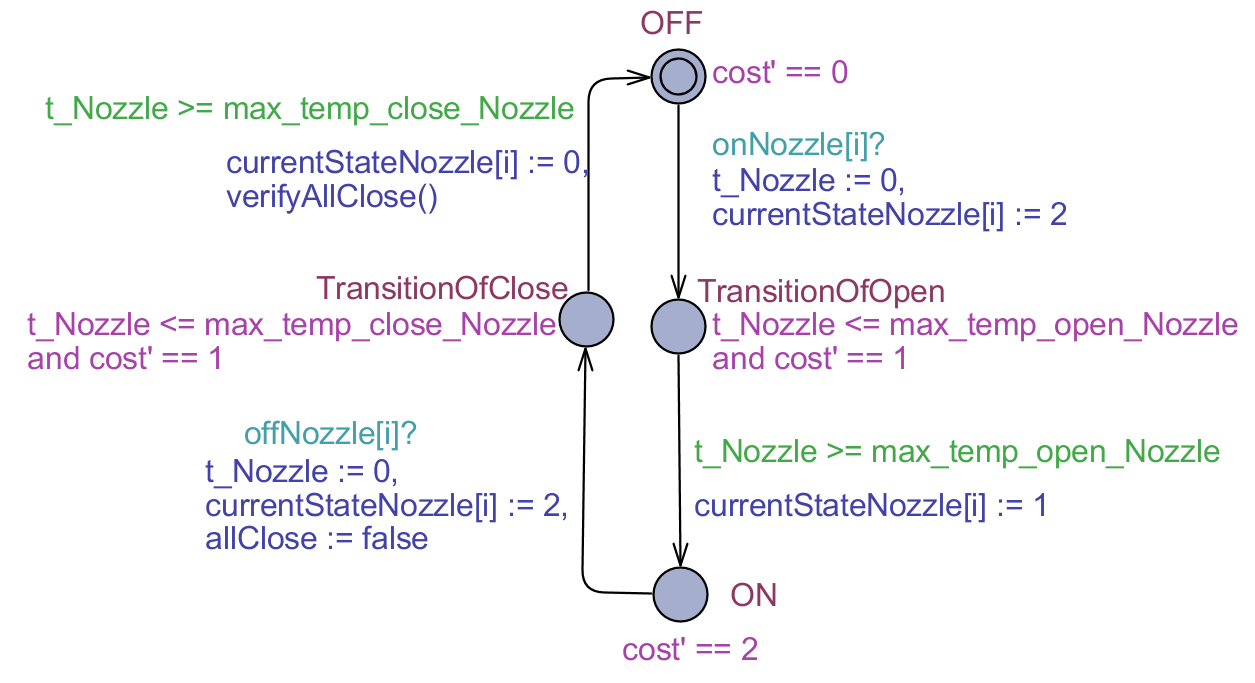 OFF
cost' == 0
t_Nozzle >= max_temp_close_Nozzle
currentStateNozzle[i] := 0,
verifyAllClose()
onNozzle[i]?
t_Nozzle := 0,
currentStateNozzle[i] := 2
TransitionOfClose
t_Nozzle <= max_temp_close_Nozzle
and cost' == 1
TransitionOfOpen
t_Nozzle <= max_temp_open_Nozzle
and cost' == 1
offNozzle[i]?
t_Nozzle := 0,
currentStateNozzle[i] := 2,
allClose := false
t_Nozzle >= max_temp_open_Nozzle
currentStateNozzle[i] := 1
ON
cost' == 2